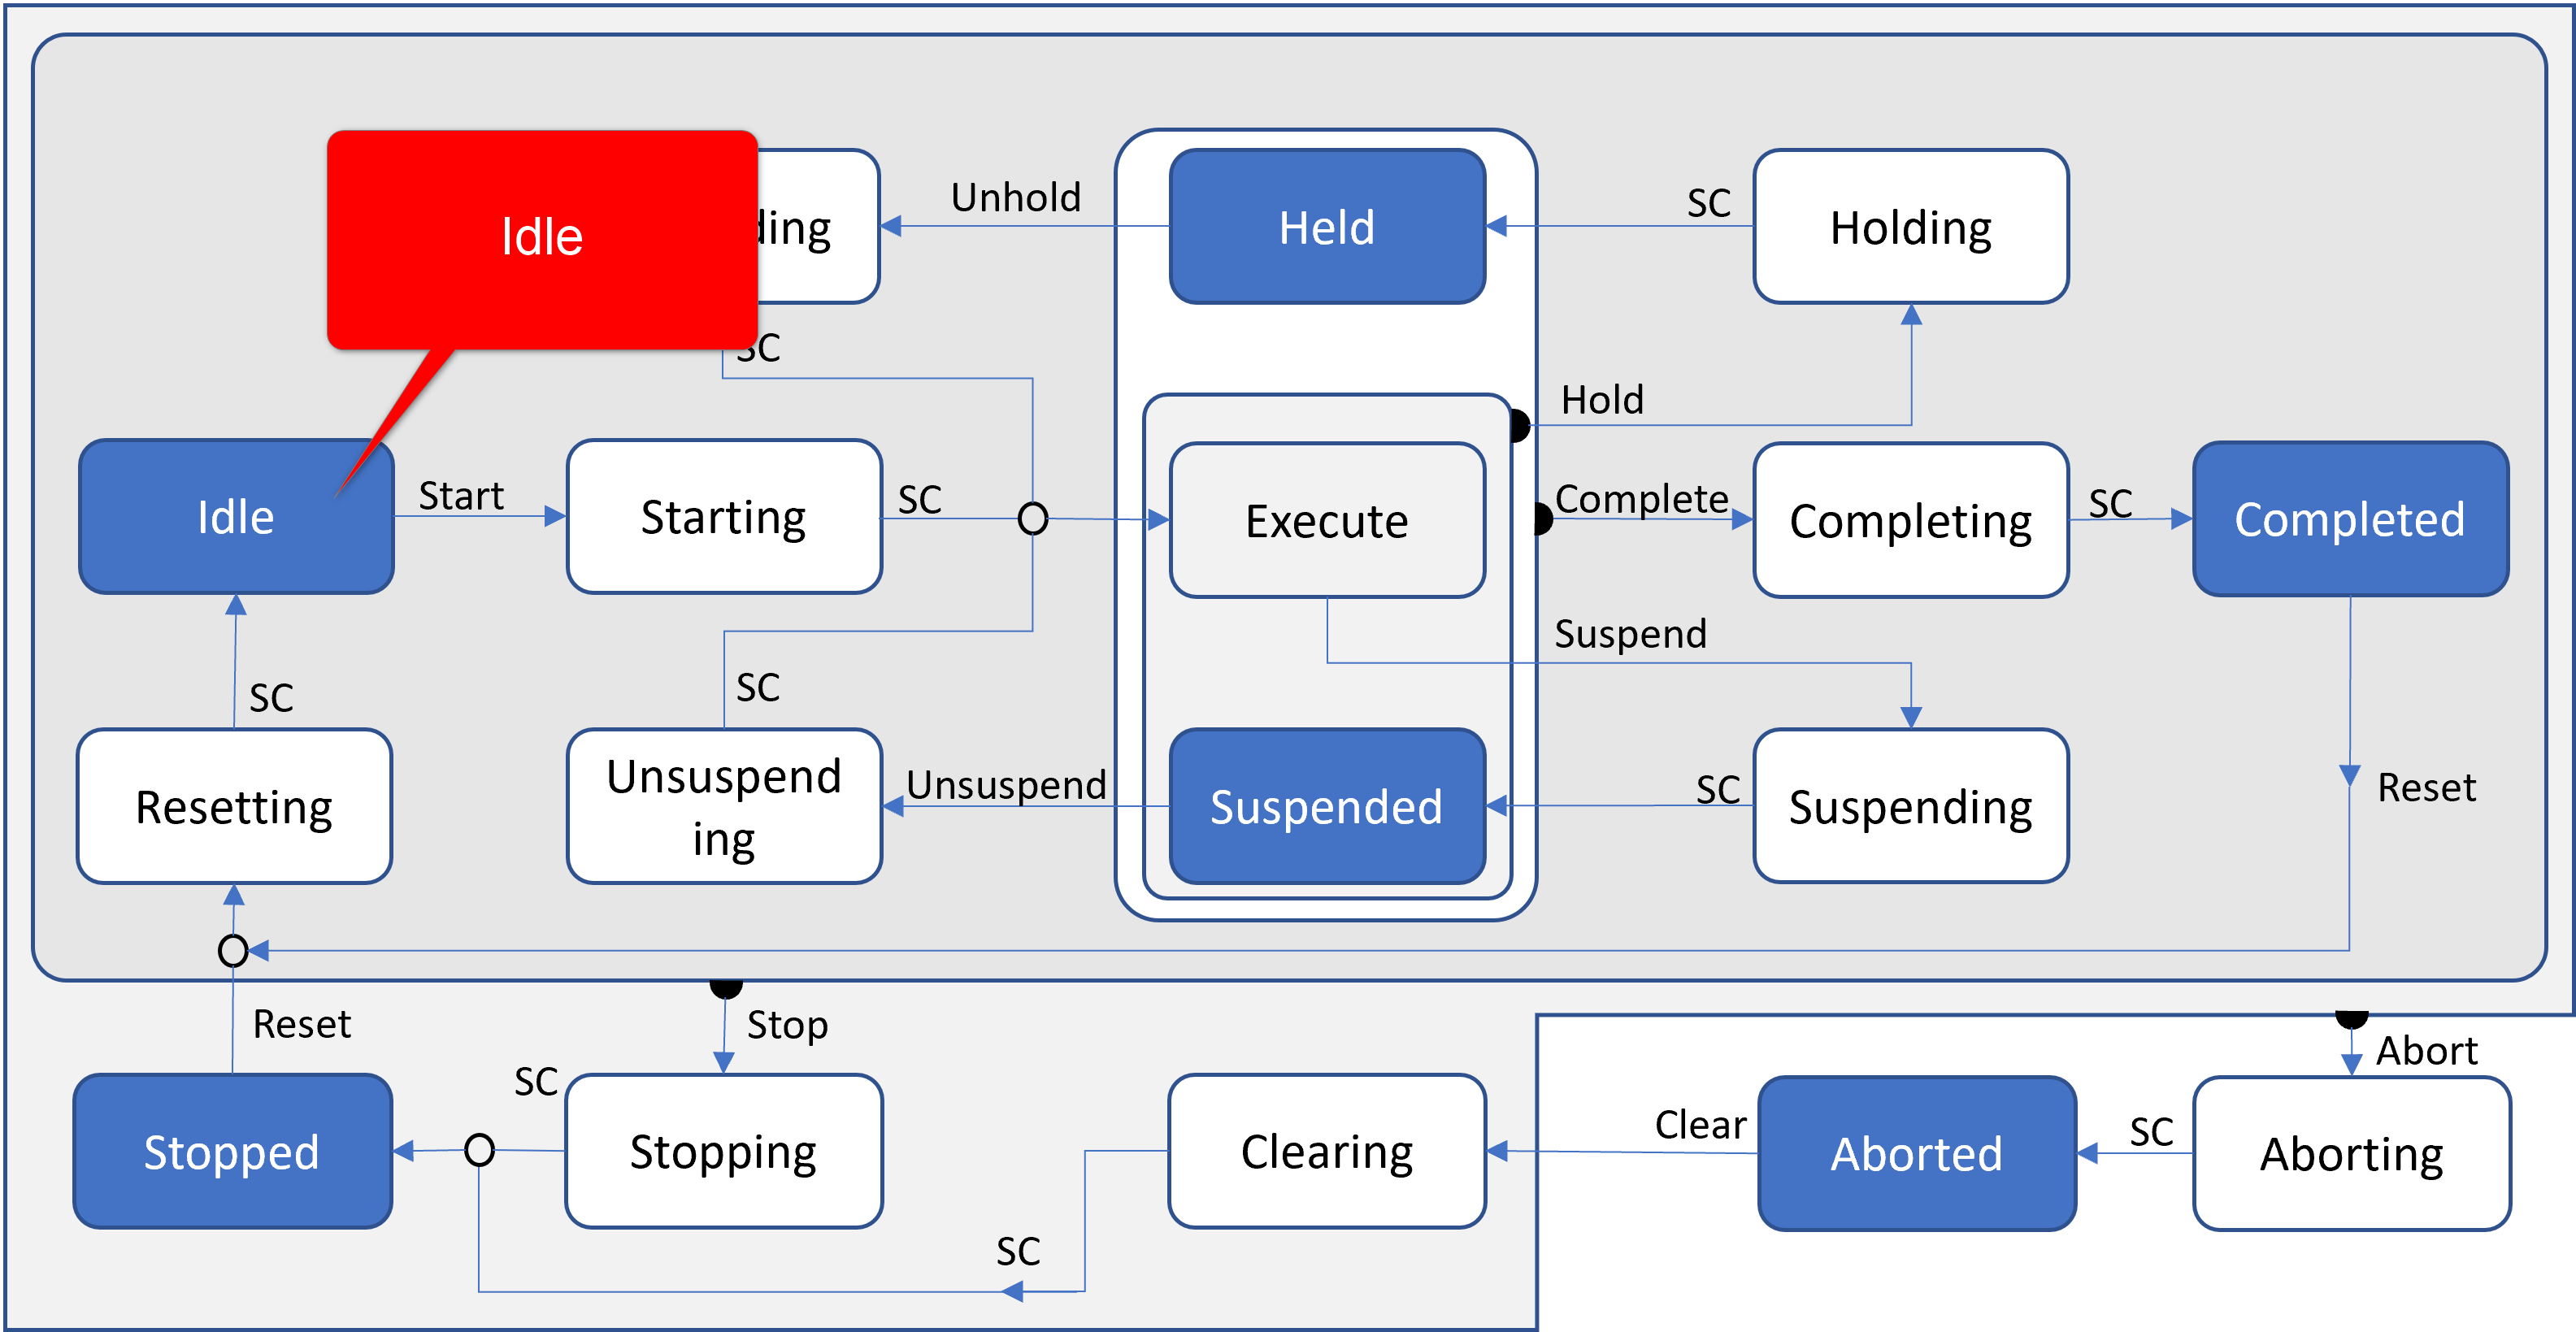 Idle
ding
Unhold
Held
SC
Holding
SC
Hold
Idle
Start
Starting
SC
Execute
Complete
Completing
SC
Completed
Suspend
SC
SC
Resetting
Unsuspend
ing
Unsuspend
Suspended
SC
Suspending
Reset
Reset
Stop
Abort
SC
Stopped
Stopping
Clearing
Clear
Aborted
SC
Aborting
SC